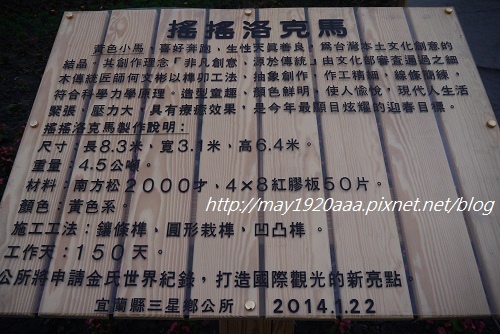 搖搖洛克馬
黃色小馬，喜好奔跑，生性天真善良，為台灣本土文化創意的
結晶。其創作理念「非凡創意，源於傳統」由文化部審查通過之細
木傳統匠師何文彬以榫卯工法，抽象創作，作工精細，線條簡練，
符合科學力學原理，造型童趣，顏色鮮明，使人愉悅，現代人生活
緊張，壓力大，具有療癒效果，是今年最顯目炫耀的迎春目標。
搖搖洛克馬製作說明：
尺寸：長8.3米，寬3.1米，高6.4米。
重量：4.5公噸。
材料：南方松2000才，4×8紅膠板50片。
顏色：黃色系。
http://may1920aaa.pixnet.net/blog
施工工法：鑲條榫，圓形栽榫，凹凸榫。
工作天：150天。
公所將申請金氏世界紀錄，打造國際觀光的新亮點。
宜蘭縣三星鄉公所 2014.1.22